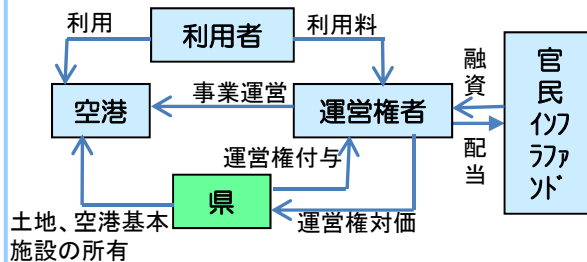 利用
利用者
利用料
空港
事業運営
運営権者
融資
配当
官民インフラファンド
運営権付与
県
運営権対価
土地、空港基本
施設の所有